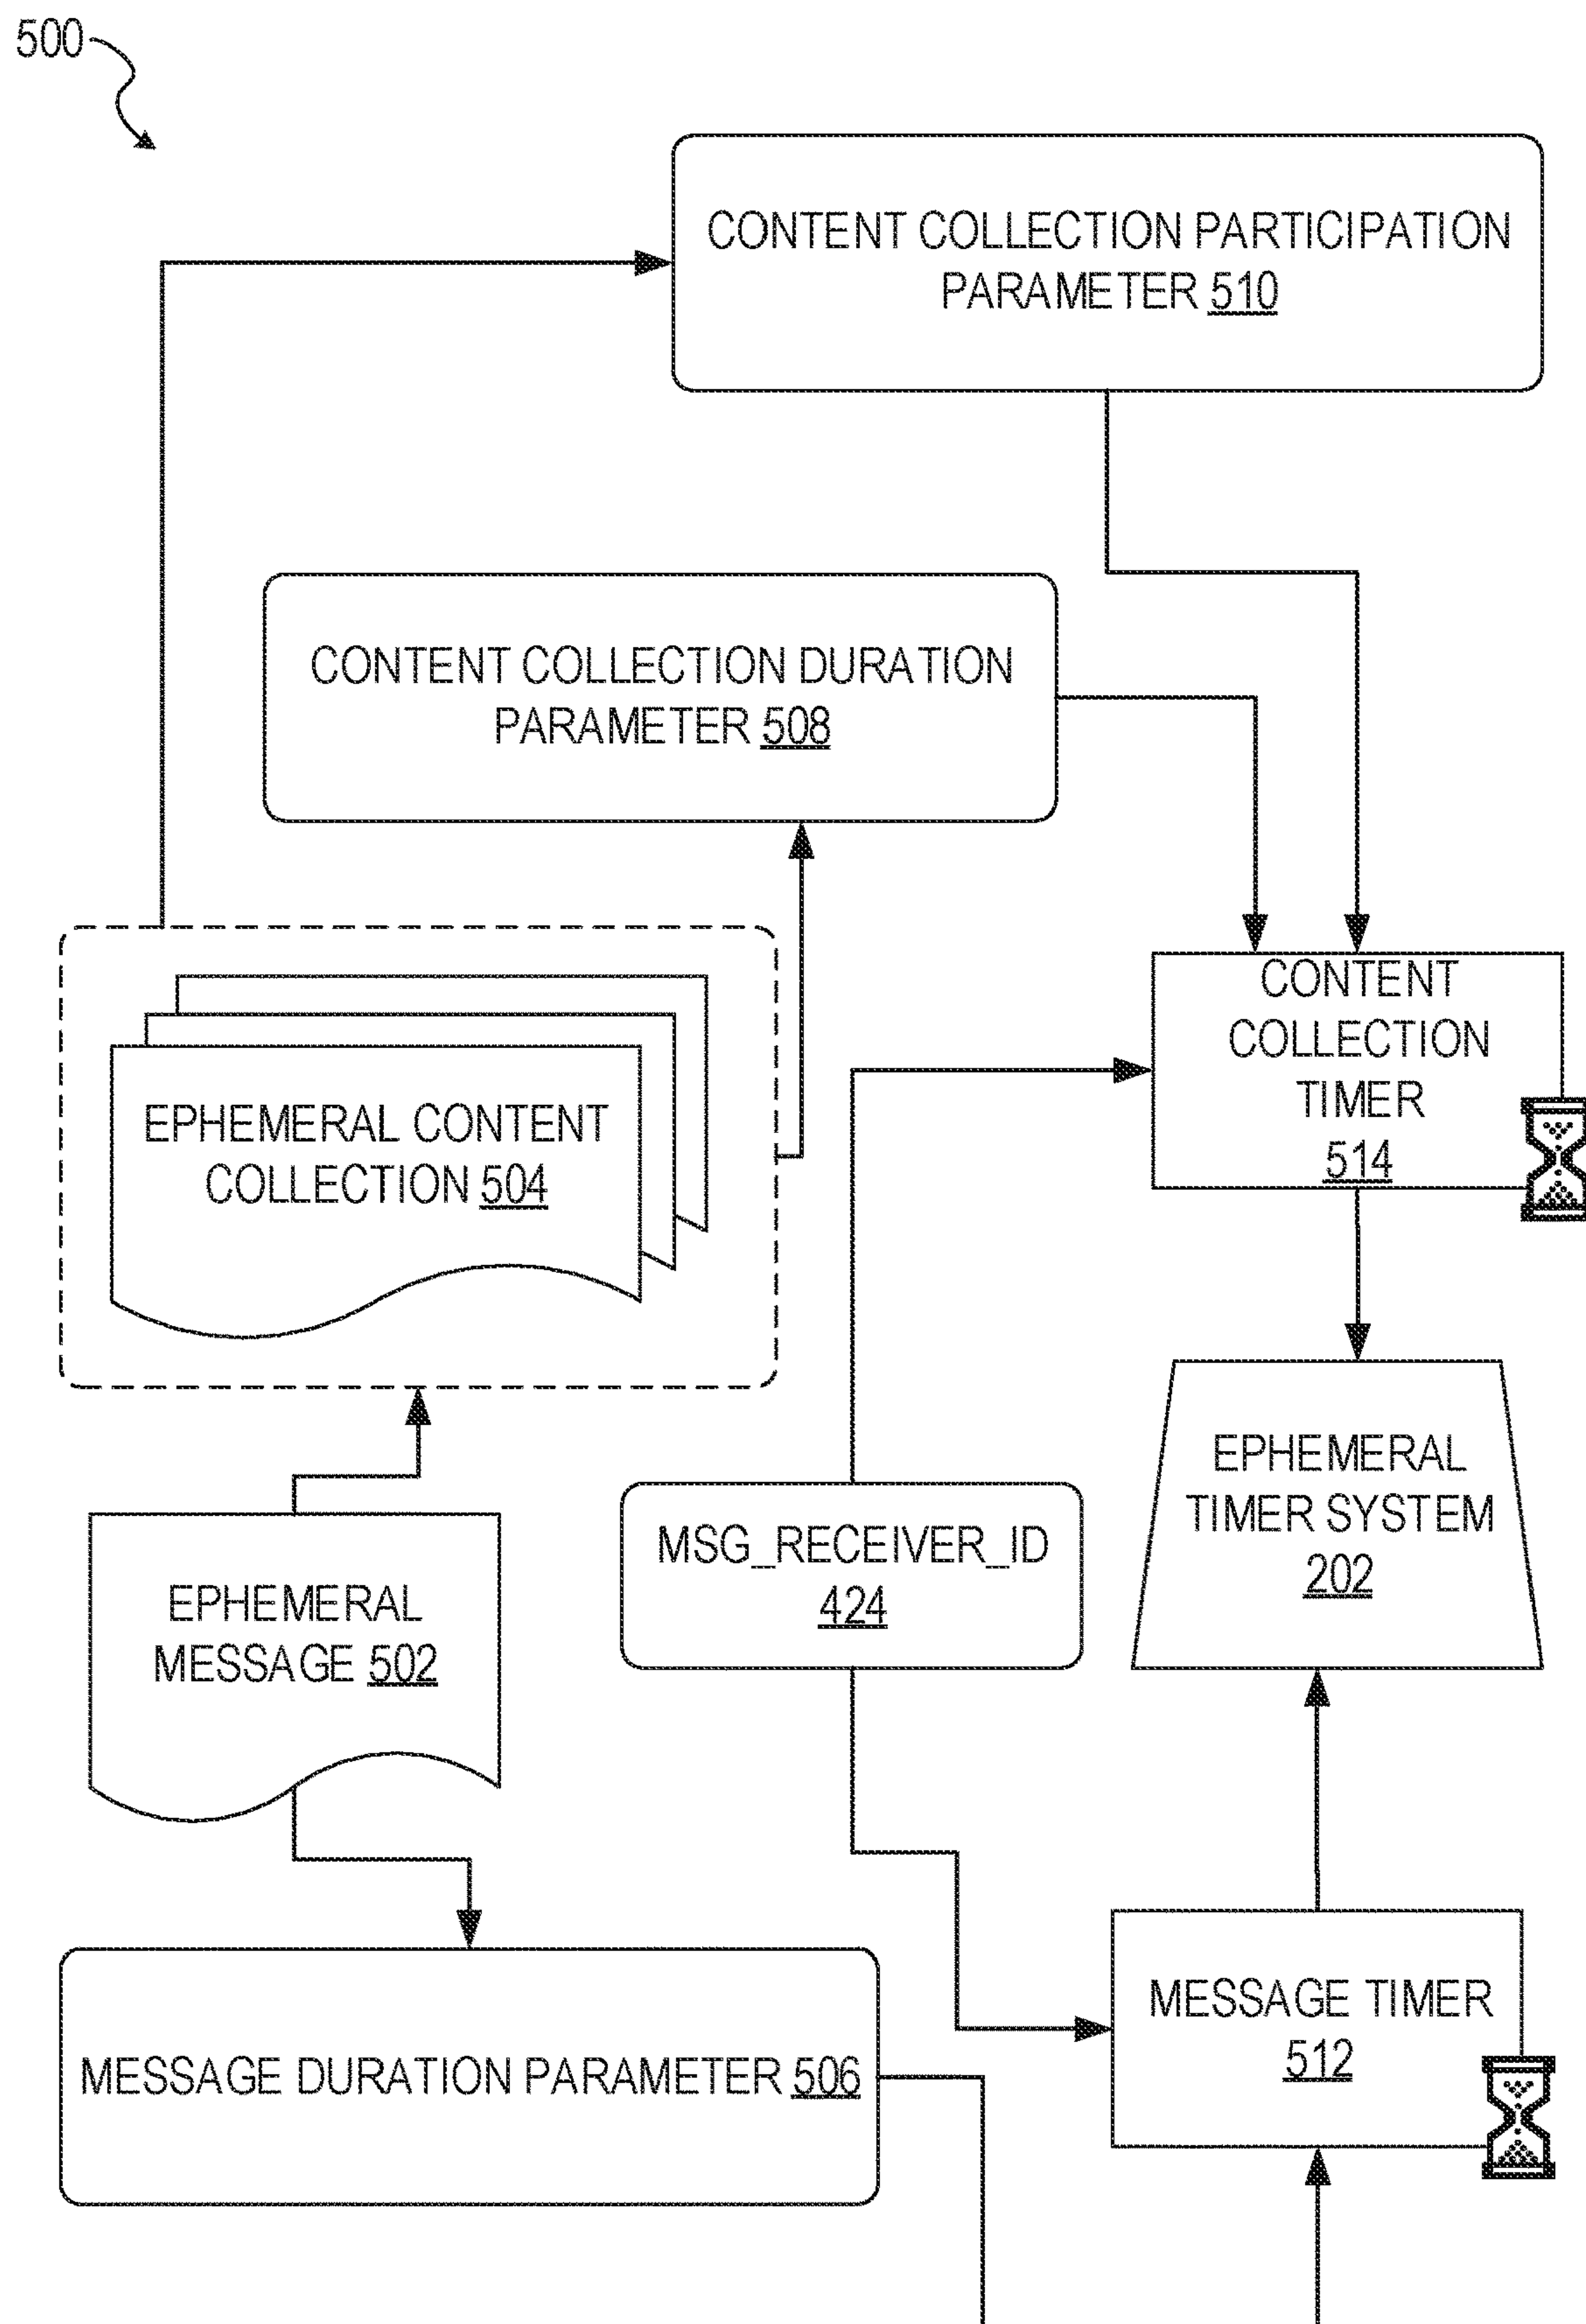 500
CONTENT COLLECTION PARTICIPATION
PARAMETER 510
CONTENT COLLECTION DURATION
PARAMETER 508
CONTENT
COLLECTION
TIMER
514
EPHEMERAL CONTENT
COLLECTION 504
EPHEMERAL
TIMER SYSTEM
202
MSG_RECEIVER_ID
424
EPHEMERAL
MESSAGE 502
MESSAGE TIMER
512
MESSAGE DURATION PARAMETER 506